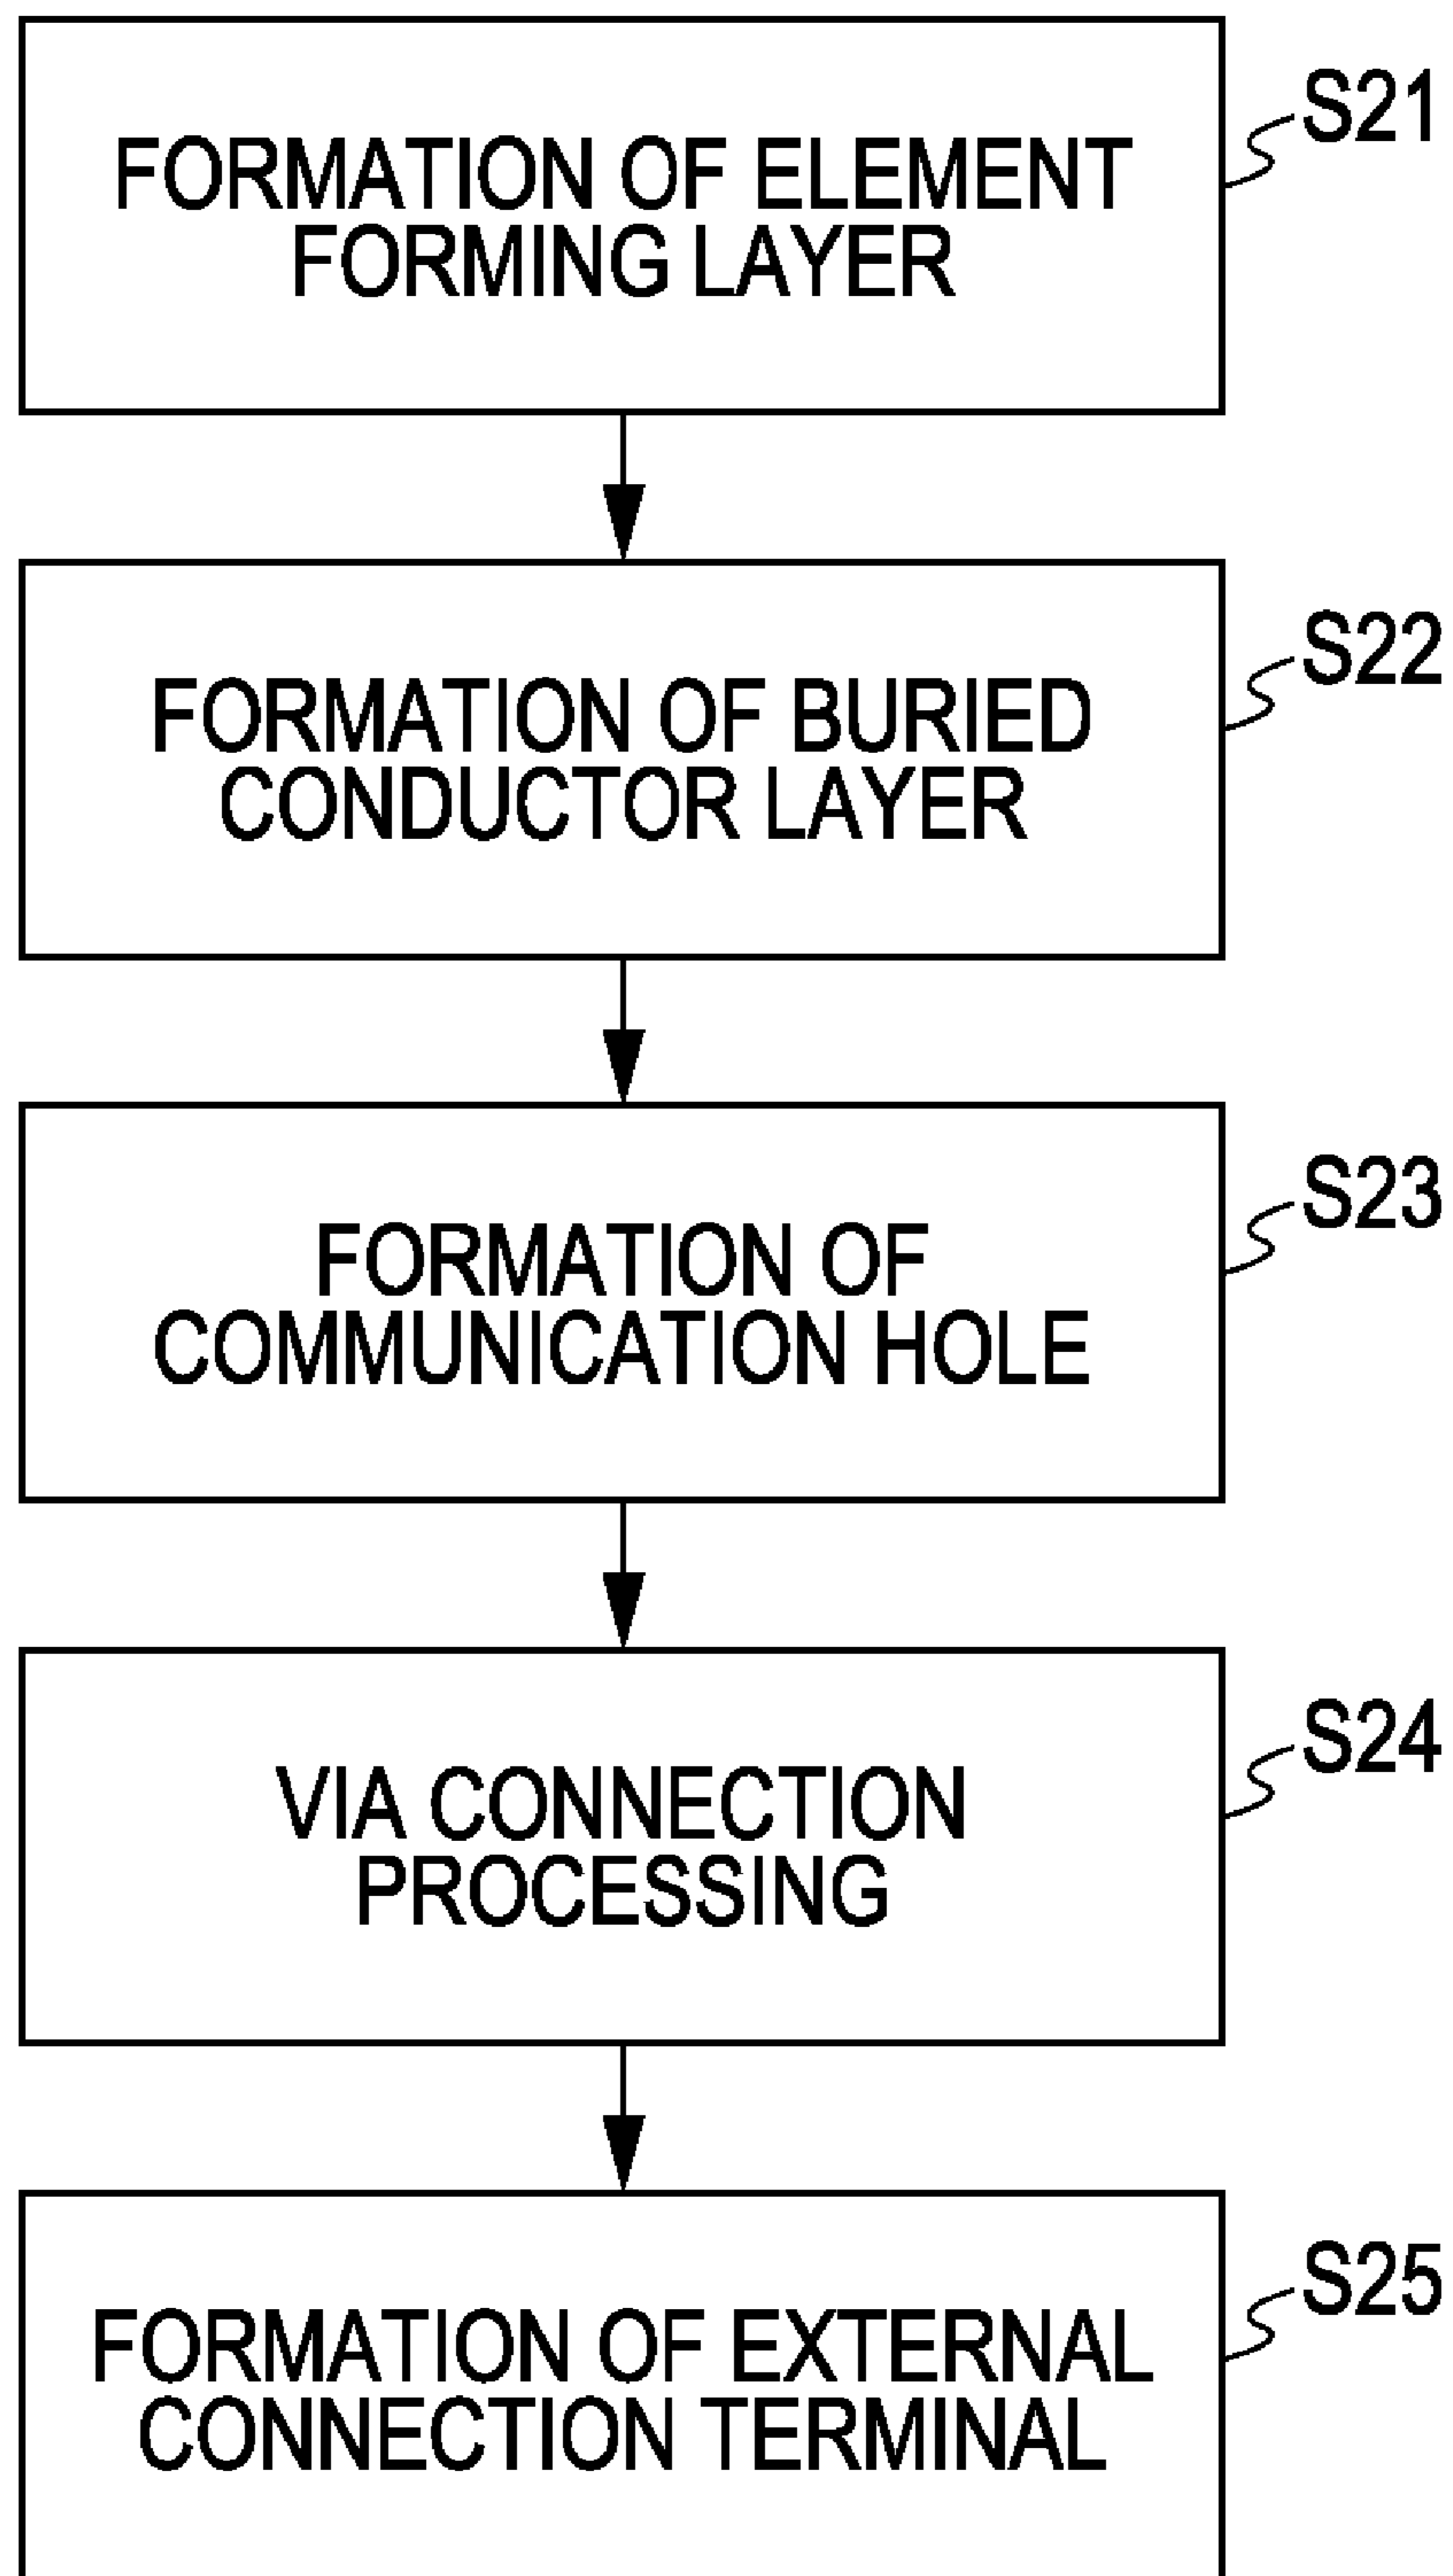 FORMATION OF ELEMENT
FORMING LAYER
S21
FORMATION OF BURIED
CONDUCTOR LAYER
S22
FORMATION OF
COMMUNICATION HOLE
S23
VIA CONNECTION
PROCESSING
S24
FORMATION OF EXTERNAL
CONNECTION TERMINAL
S25